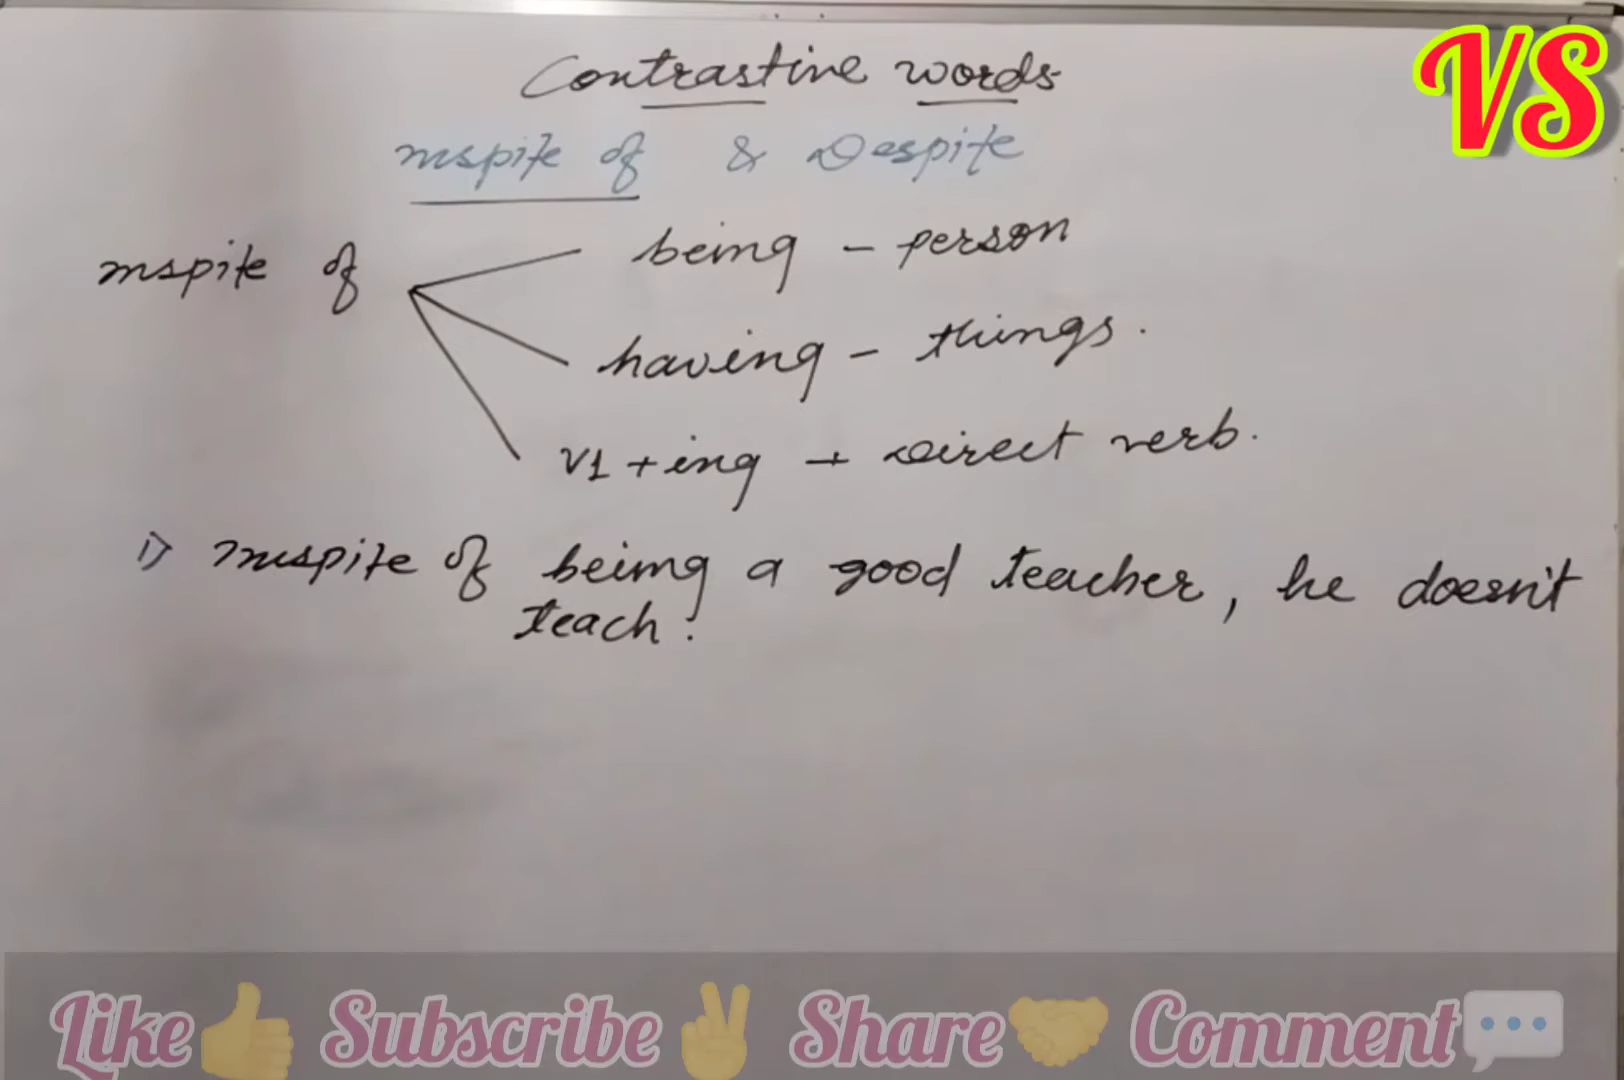 Contrastive words
VS
inspite of & Despite
inspite of
being - person
having - things.
V1 + ing → Direct verb.
1) inspite of being a good teacher, he doesn't
teach.
Like Subscribe Share Comment